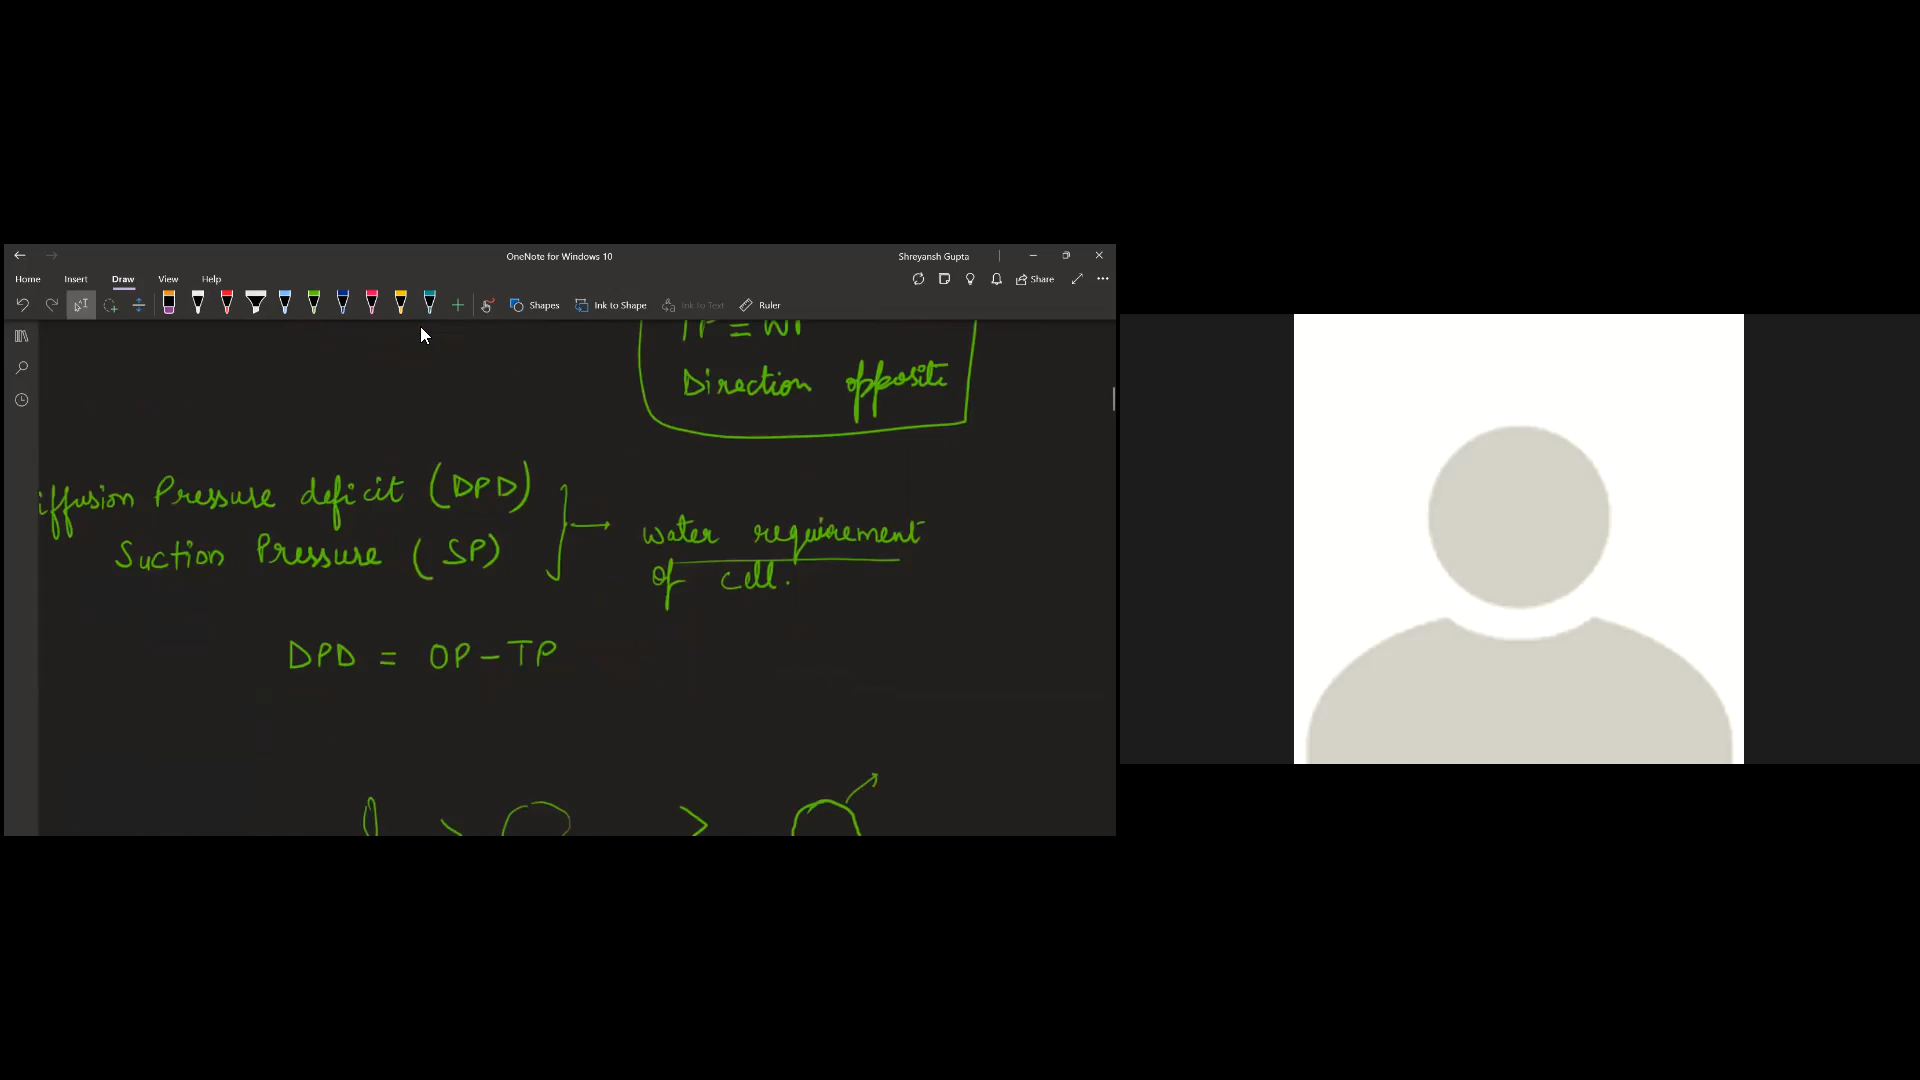 OneNote for Windows 10
Shreyansh Gupta
Home Insert Draw View Help
Share
Shapes Ink to Shape Ink to Text Ruler
Direction opposite
iffusion Pressure deficit (DPD)
Suction Pressure (SP)
water requirement
of cell.
DPD = OP-TP